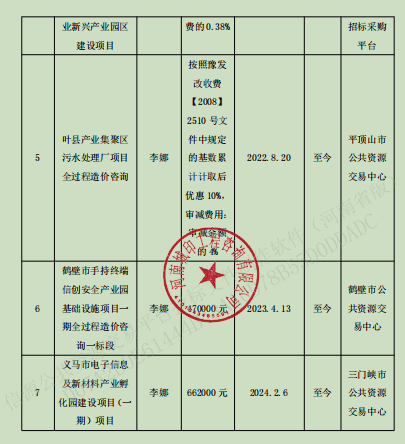 业新兴产业园区
建设项目
费的0.38%
招标采购
平台
5
叶县产业集聚区
污水处理厂项目
全过程造价咨询
李娜
按照豫发
改收费
【2008】
2510 号文
件中规定
的基数累
计计取后
优惠 10%,
审减费用:
审减金额
的 4%
2022.8.20
至今
平顶山市
公共资源
交易中心
6
鹤壁市手持终端
信创安全产业园
基础设施项目一
期全过程造价咨
询一标段
李娜
470000 元
2023.4.13
至今
鹤壁市公
共资源交
易中心
7
义马市电子信息
及新材料产业孵
化园建设项目(一
期)项目
李娜
662000 元
2024.2.6
至今
三门峡市
公共资源
交易中心
工程咨询有限公司